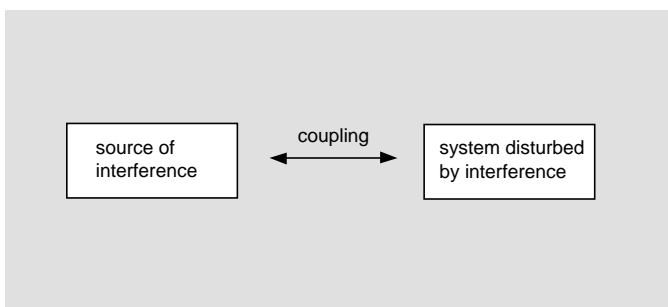 source of
interference
coupling
system disturbed
by interference